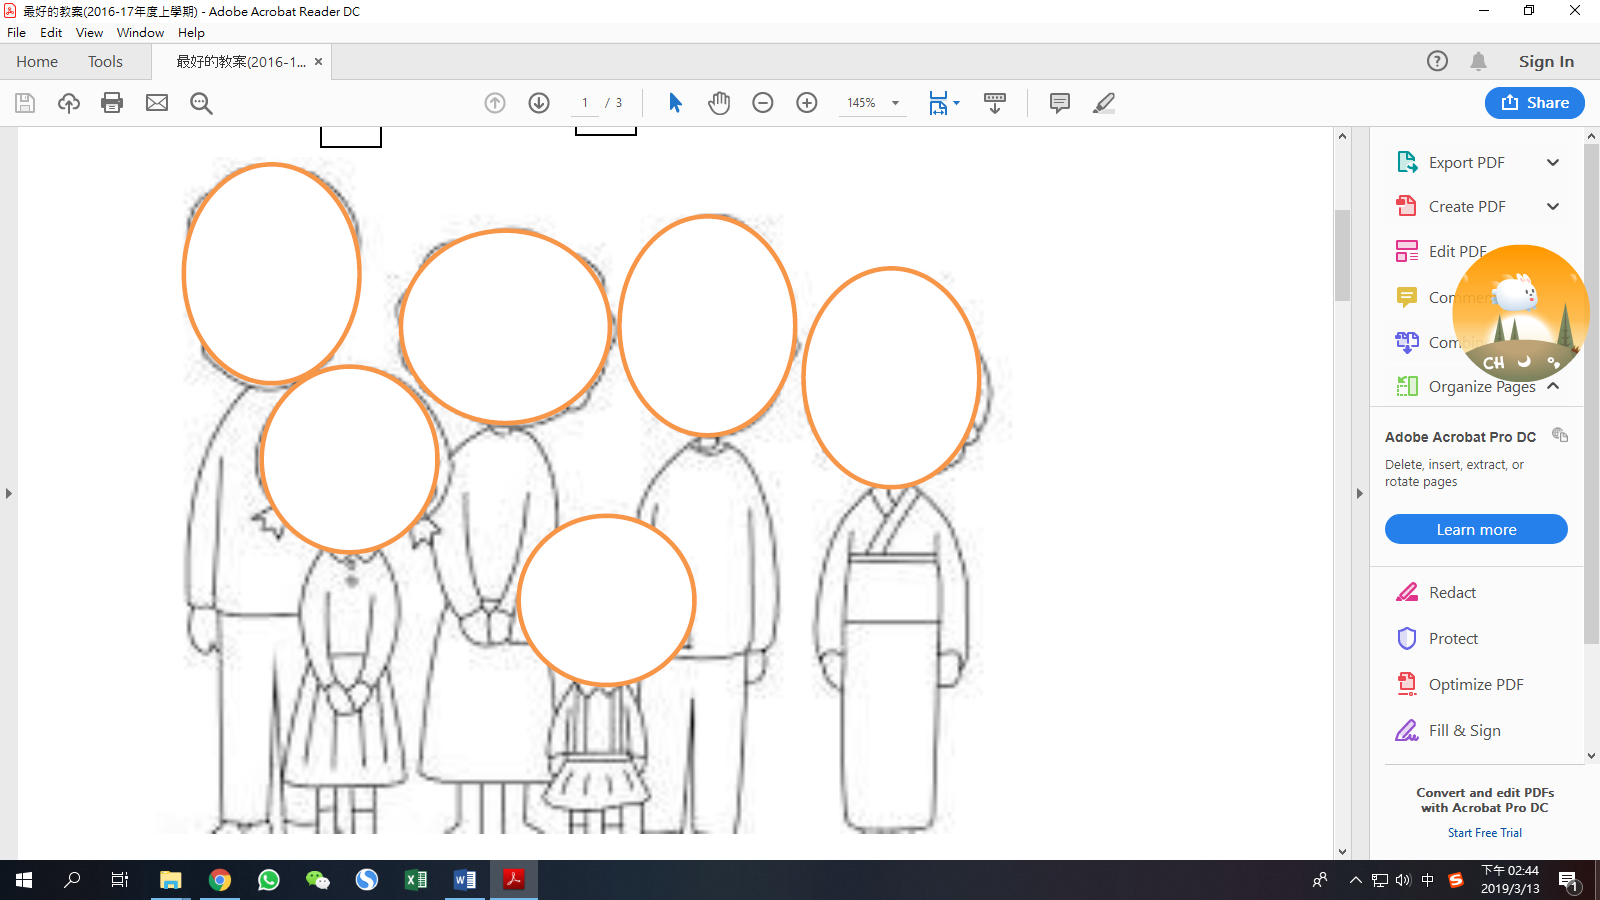 最好的教案(2016-17年度上學期) - Adobe Acrobat Reader DC
File Edit View Window Help
Home Tools 最好的教案(2016-1... × Sign In
1 / 3 145% Share
Export PDF
Create PDF
Edit PDF
Comme
Combin
CH
Organize Pages
Adobe Acrobat Pro DC
Delete, insert, extract, or
rotate pages
Learn more
Redact
Protect
Optimize PDF
Fill & Sign
Convert and edit PDFs
with Acrobat Pro DC
Start Free Trial
中 下午 02:44
2019/3/13
1